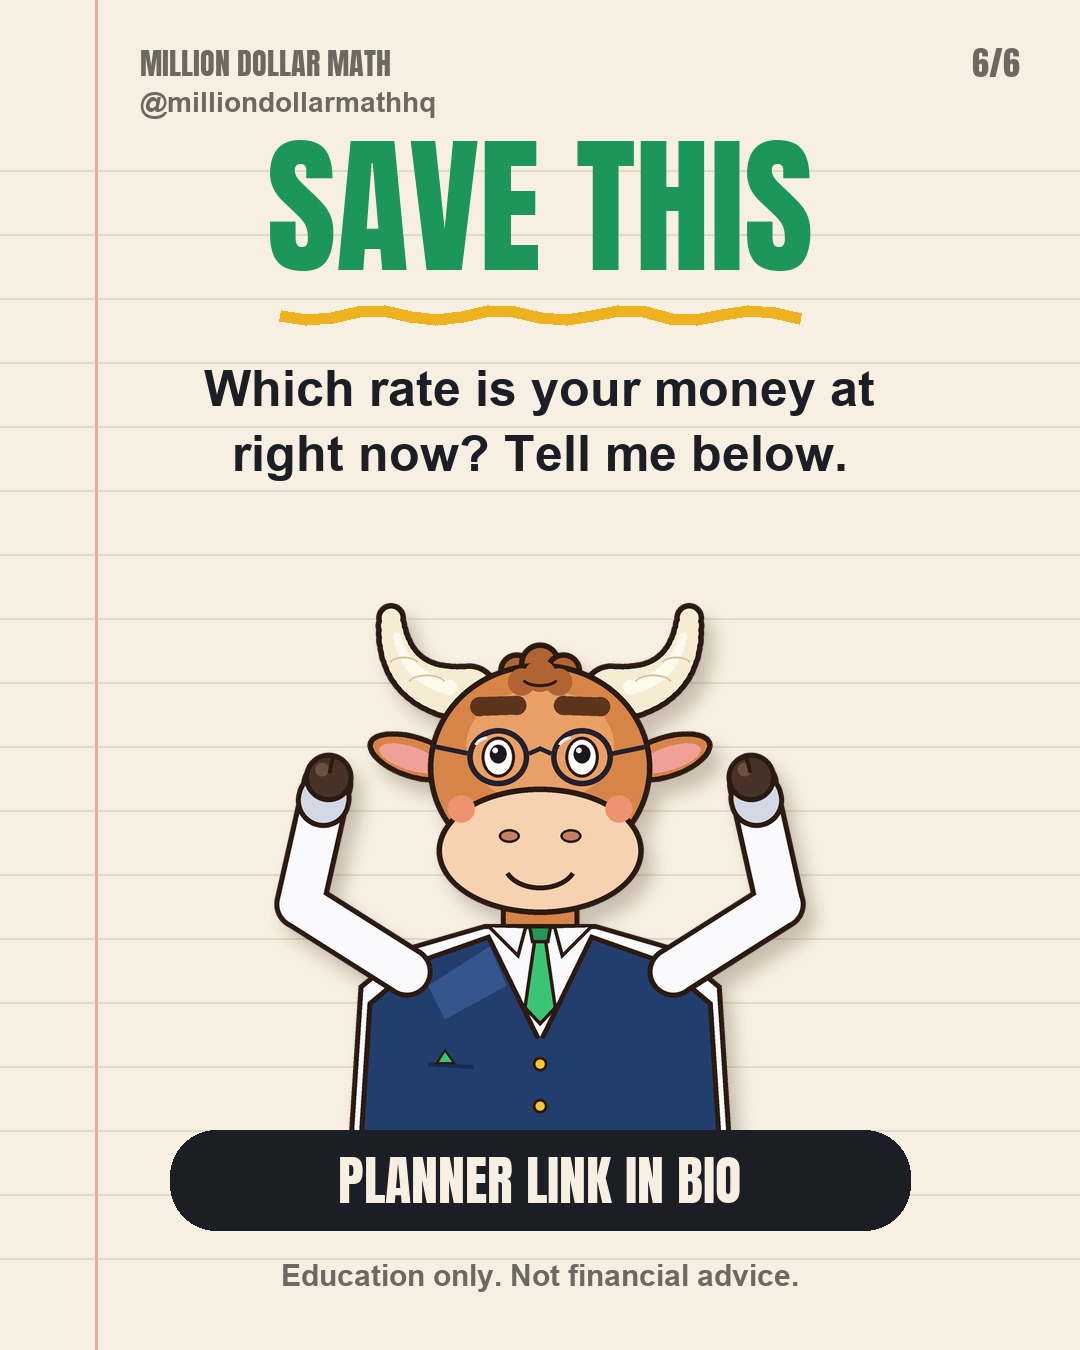 MILLION DOLLAR MATH
6/6
@milliondollarmathhq
SAVE THIS
Which rate is your money at
right now? Tell me below.
PLANNER LINK IN BIO
Education only. Not financial advice.